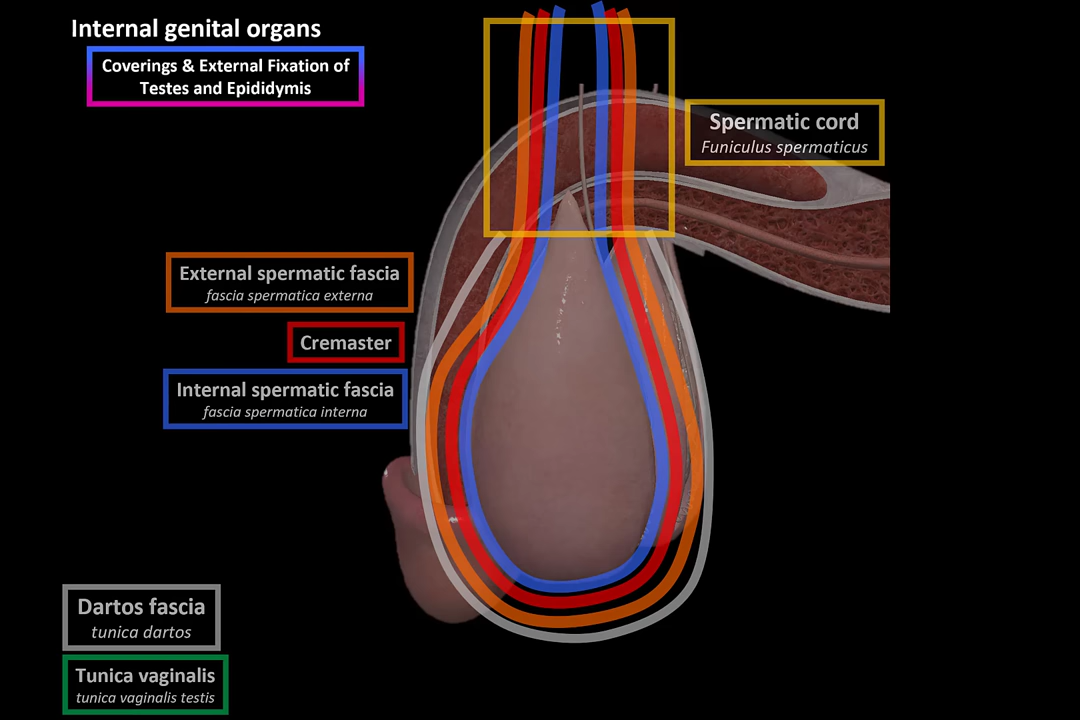 Internal genital organs
Coverings & External Fixation of
Testes and Epididymis
Spermatic cord
Funiculus spermaticus
External spermatic fascia
fascia spermatica externa
Cremaster
Internal spermatic fascia
fascia spermatica interna
Dartos fascia
tunica dartos
Tunica vaginalis
tunica vaginalis testis